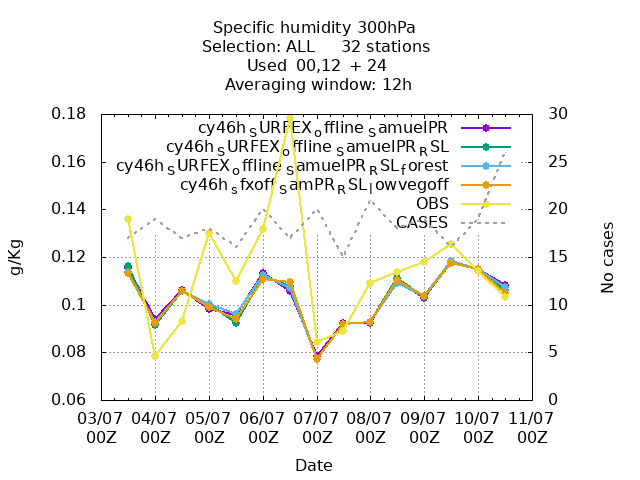 Specific humidity 300hPa
Selection: ALL 32 stations
Used 00,12 + 24
Averaging window: 12h
0.18 30
cy46h_SURFEX_offline_SamuelPR
cy46h_SURFEX_offline_SamuelPR_RSL
0.16 25
cy46h_SURFEX_offline_SamuelPR_RSL_forest
cy46h_sfxoff_SamPR_RSL_lowvegoff
OBS
0.14 20
CASES
0.12 15
g/Kg
No cases
0.1 10
0.08 5
0.06 0
03/07 04/07 05/07 06/07 07/07 08/07 09/07 10/07 11/07
00Z 00Z 00Z 00Z 00Z 00Z 00Z 00Z 00Z
Date